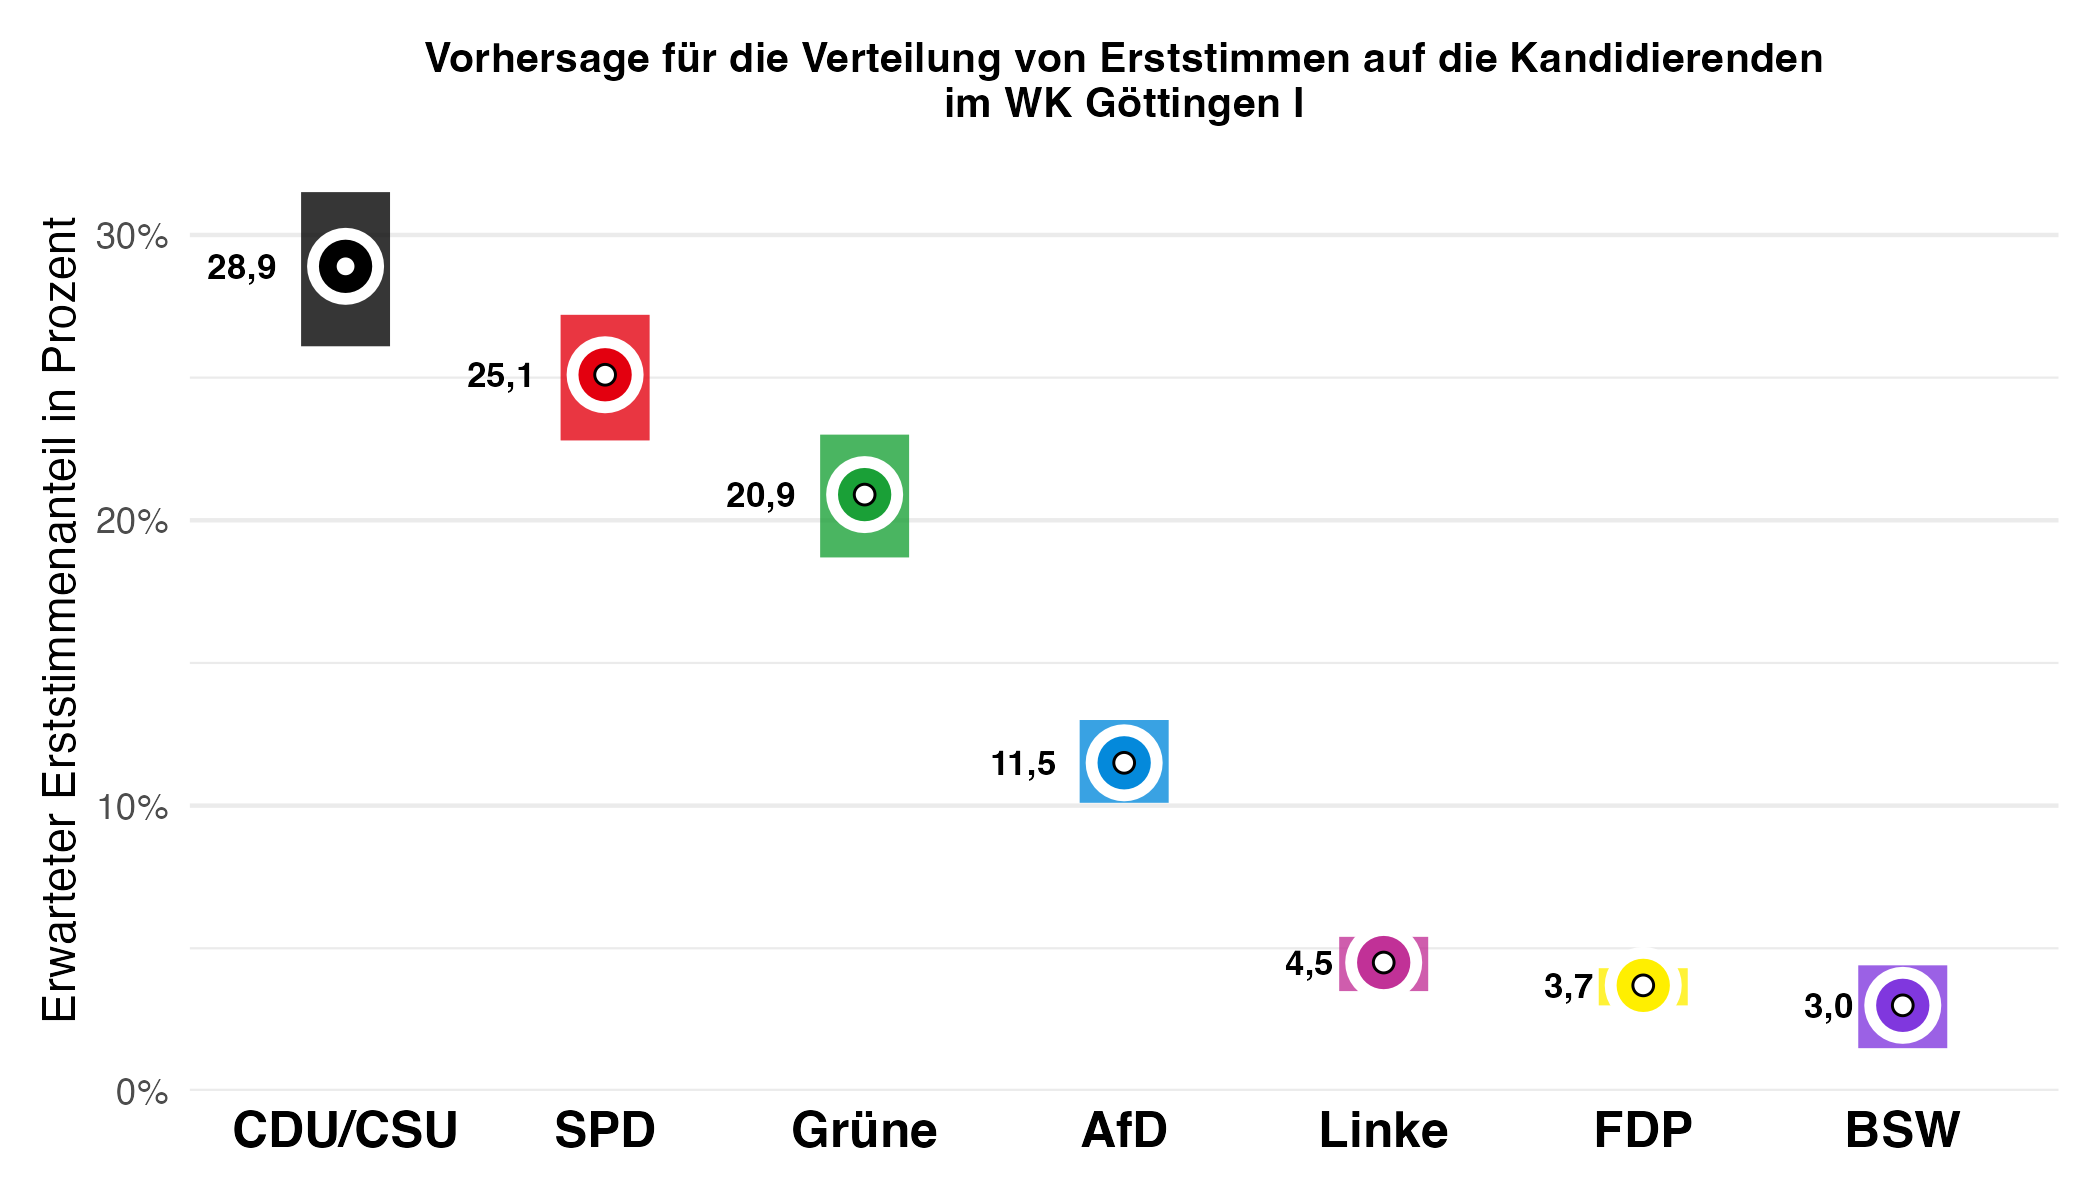 Vorhersage für die Verteilung von Erststimmen auf die Kandidierenden
im WK Göttingen I
Erwarteter Erststimmenanteil in Prozent
30%
20%
10%
0%
28,9
25,1
20,9
11,5
4,5
3,7
3,0
CDU/CSU
SPD
Grüne
AfD
Linke
FDP
BSW